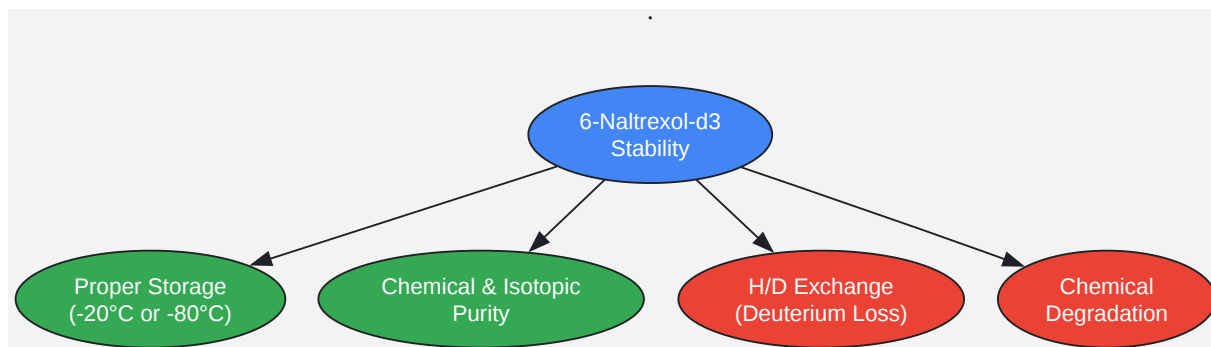 6-Naltrexol-d3
Stability
Proper Storage
(-20°C or -80°C)
Chemical & Isotopic
Purity
H/D Exchange
(Deuterium Loss)
Chemical
Degradation